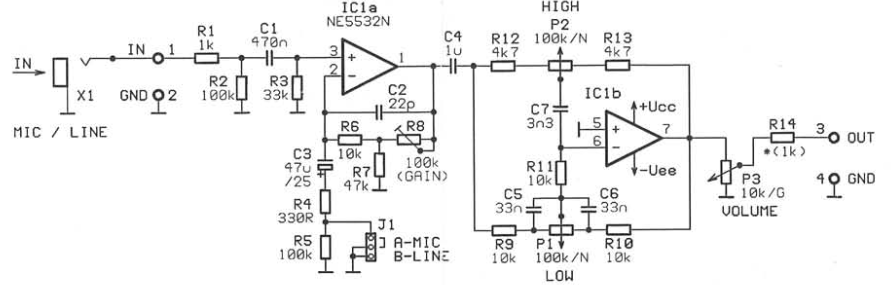 IC1a
NE5532N
HIGH
P2
100k/N
IN
X1
MIC / LINE
IN 1
GND 2
R1
1k
R2
100k
C1
470n
R3
33k
3 +
2 -
1
C4
1u
R12
4k7
R13
4k7
C2
22p
R6
10k
R8
100k
(GAIN)
R7
47k
C3
47u
/25
+
R4
330R
R5
100k
J1
J A-MIC
B-LINE
C7
3n3
IC1b
+Ucc
5 +
6 -
7
-Uee
R11
10k
C5
33n
C6
33n
R9
10k
P1
100k/N
LOW
R10
10k
R14
*(1k)
3
OUT
P3
10k/G
VOLUME
4
GND